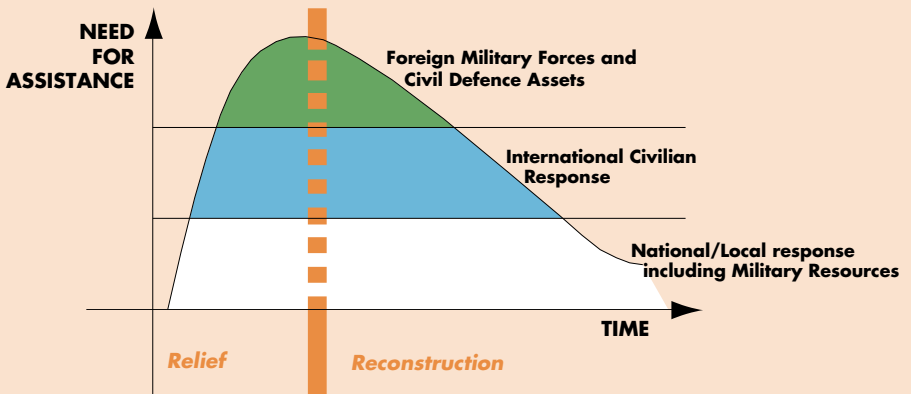 NEED
FOR
ASSISTANCE
Foreign Military Forces and
Civil Defence Assets
International Civilian
Response
National/Local response
including Military Resources
TIME
Relief
Reconstruction